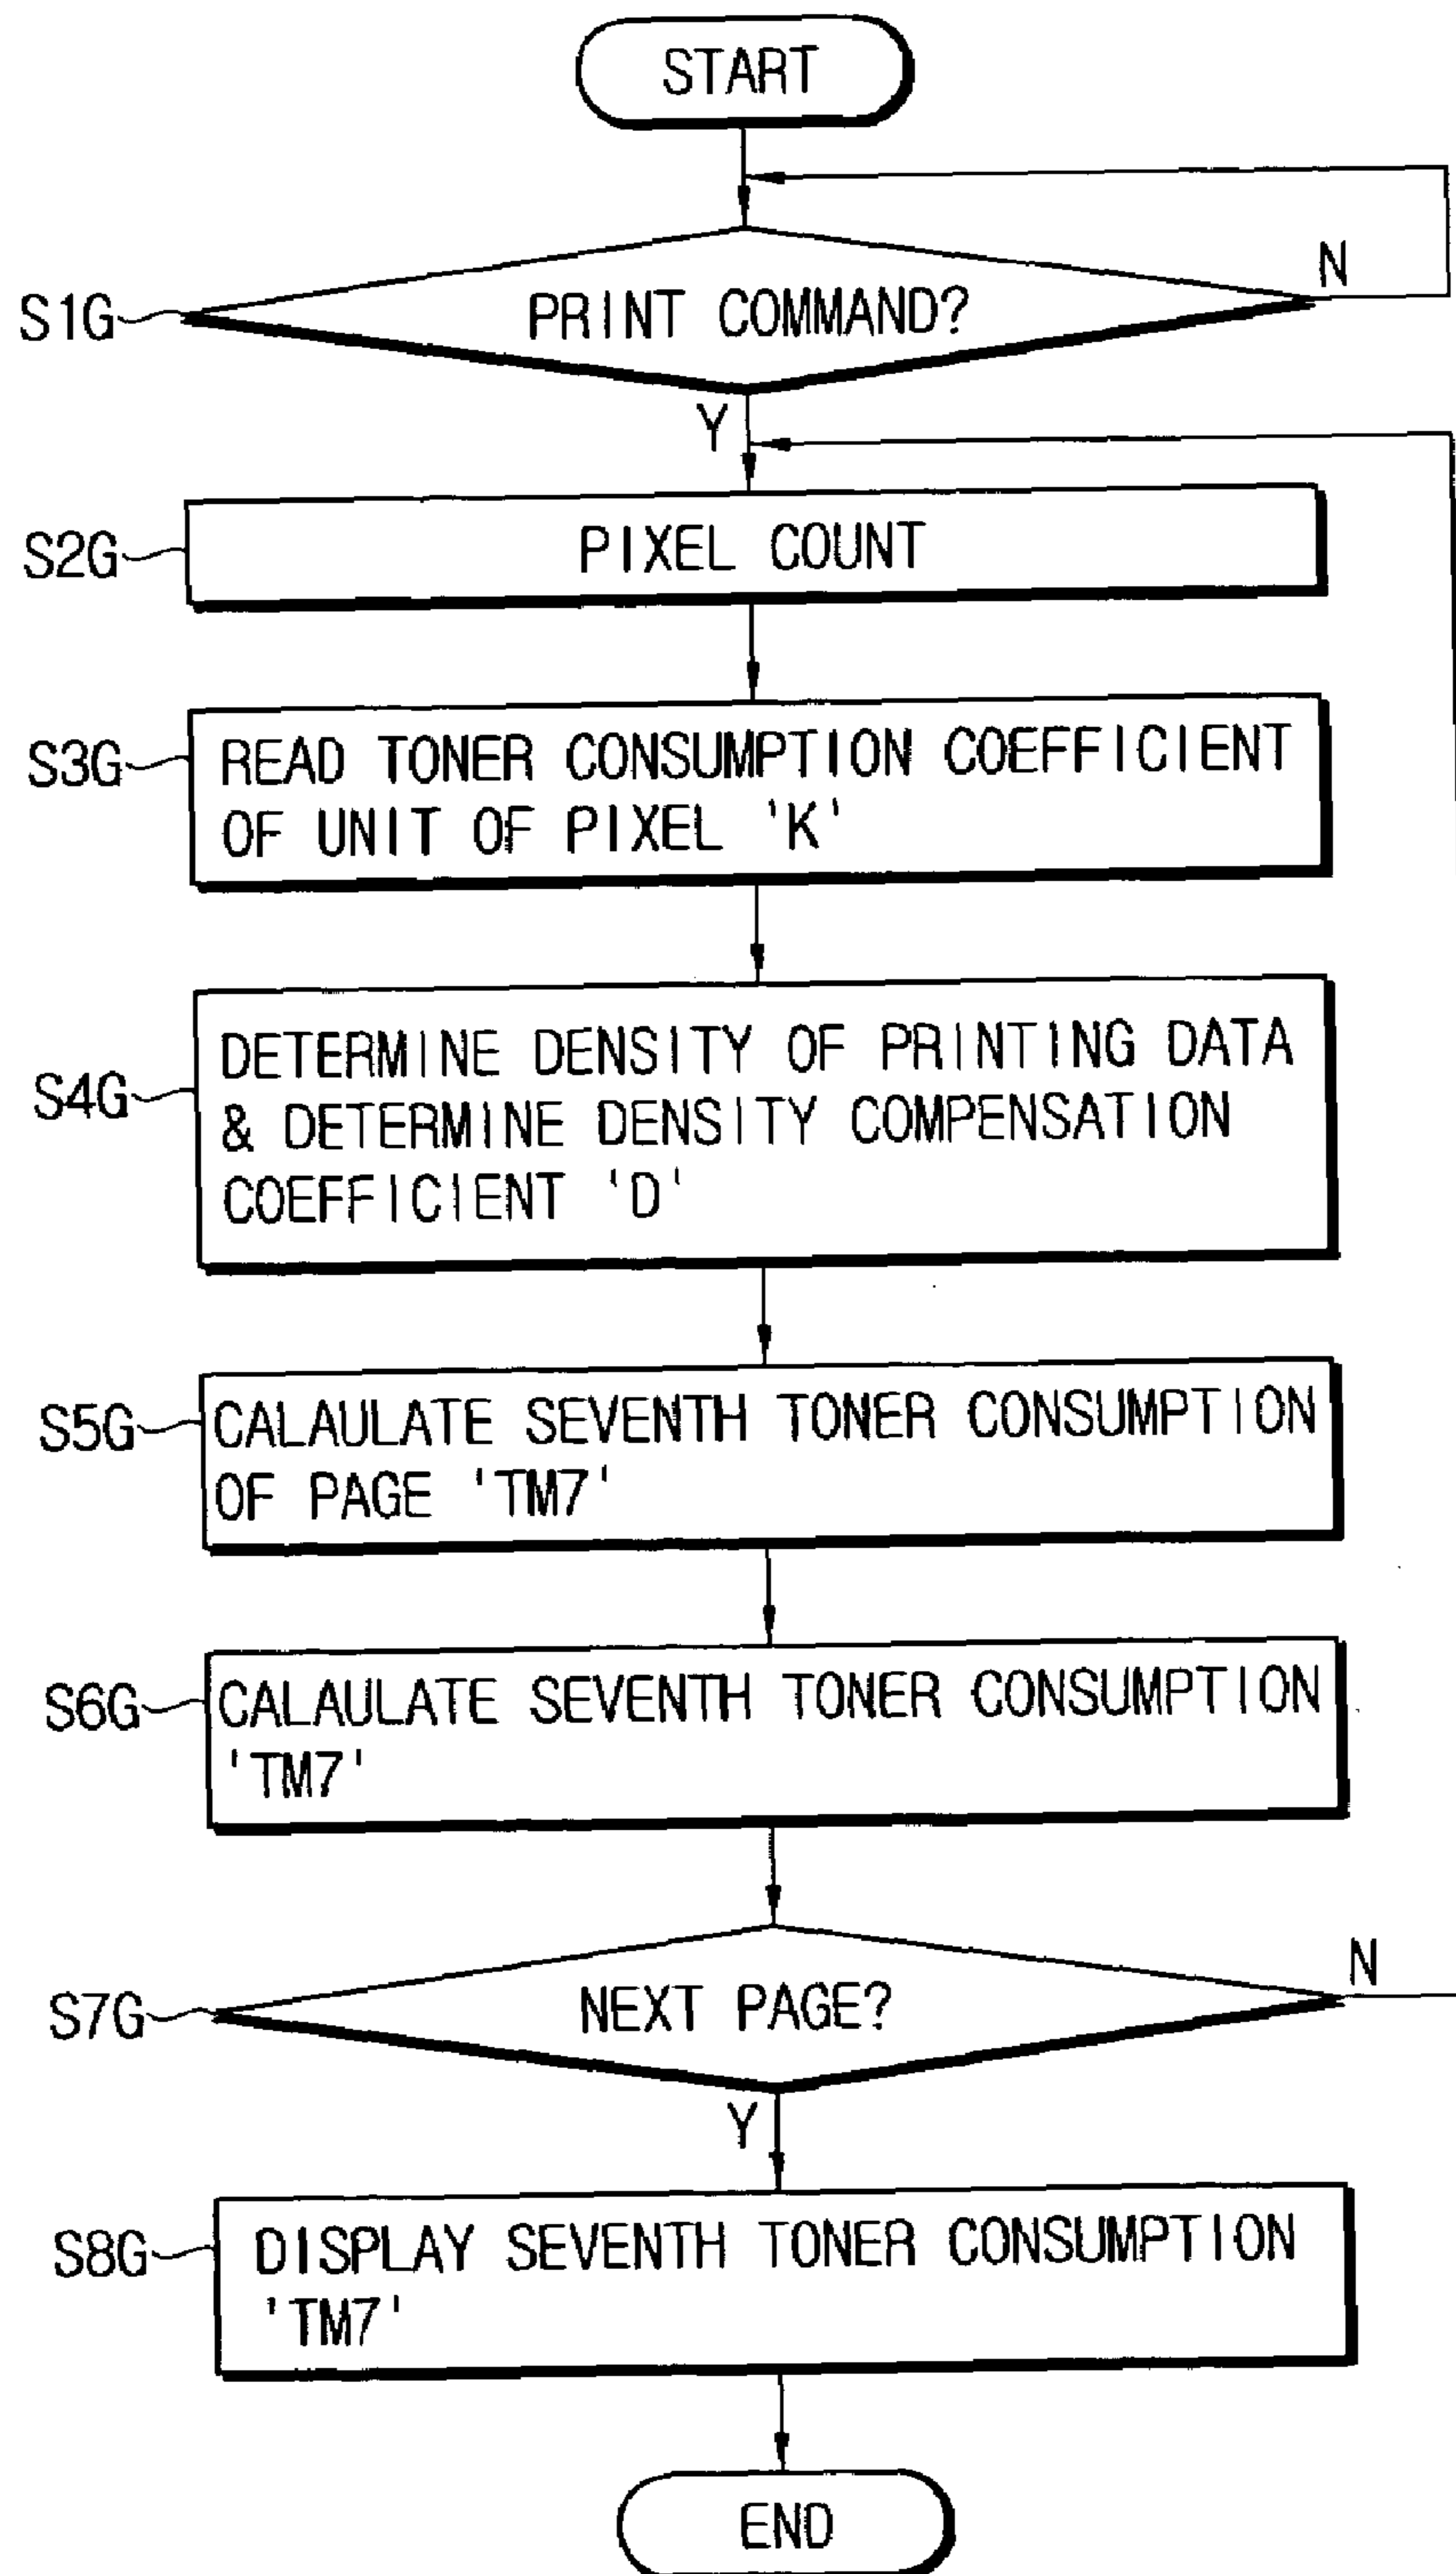 START
N
S1G
PRINT COMMAND?
Y
S2G
PIXEL COUNT
S3G
READ TONER CONSUMPTION COEFFICIENT
OF UNIT OF PIXEL 'K'
S4G
DETERMINE DENSITY OF PRINTING DATA
& DETERMINE DENSITY COMPENSATION
COEFFICIENT 'D'
S5G
CALAULATE SEVENTH TONER CONSUMPTION
OF PAGE 'TM7'
S6G
CALAULATE SEVENTH TONER CONSUMPTION
'TM7'
N
S7G
NEXT PAGE?
Y
S8G
DISPLAY SEVENTH TONER CONSUMPTION
'TM7'
END